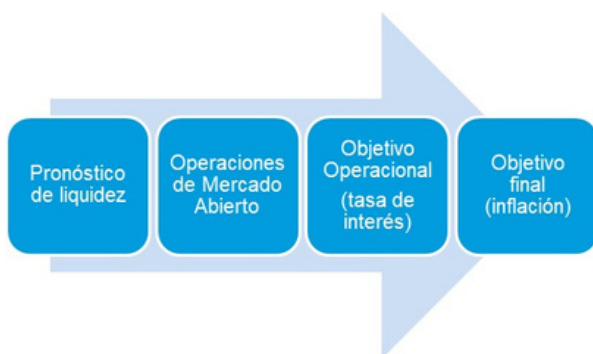 Pronóstico
de liquidez
Operaciones
de Mercado
Abierto
Objetivo
Operacional
(tasa de
interés)
Objetivo
final
(inflación)